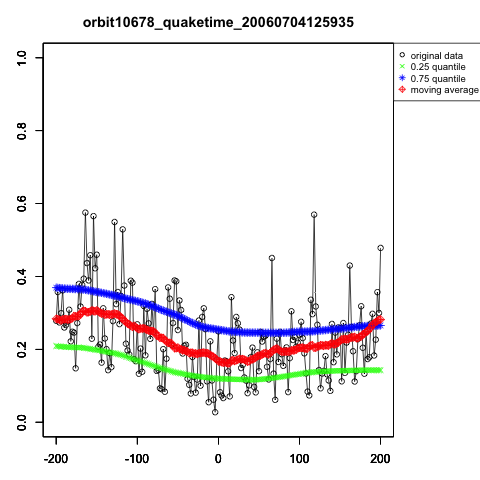 orbit10678_quaketime_20060704125935
original data
0.25 quantile
0.75 quantile
moving average
1.0
0.8
0.6
0.4
0.2
0.0
-200 -100 0 100 200